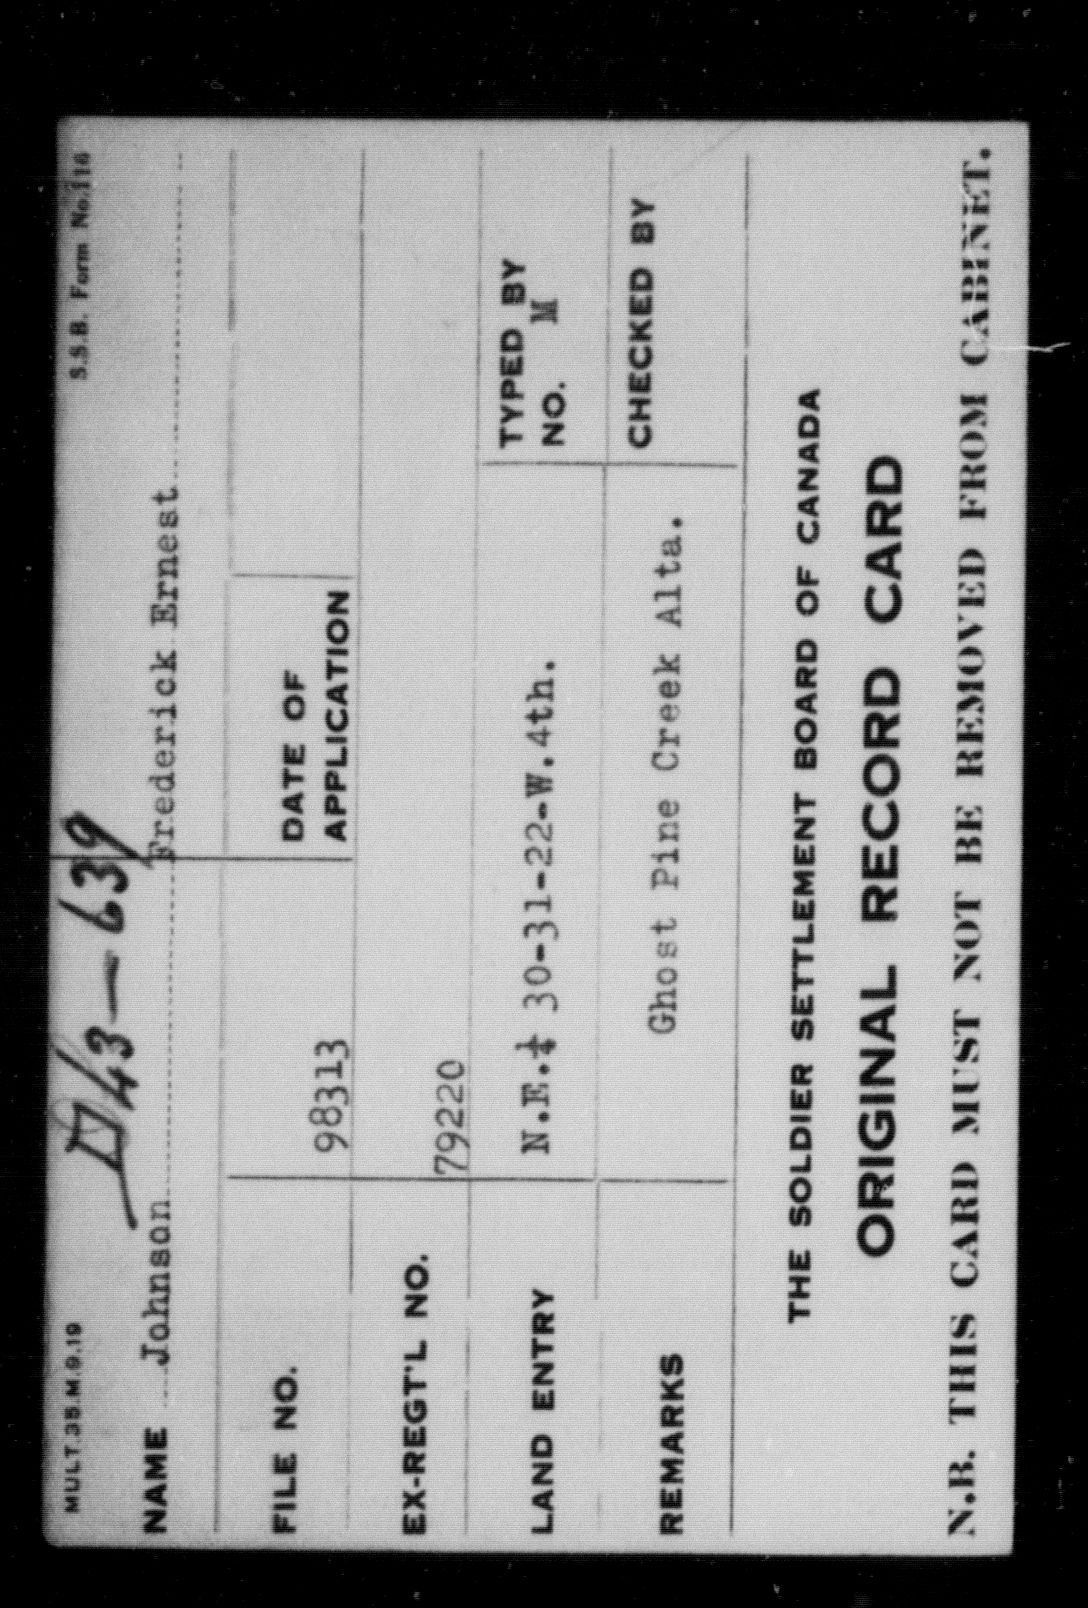 MULT.35.M.9.19
S.S.B. Form No.116
43-639
NAME Johnson Frederick Ernest
FILE NO. 98313 DATE OF APPLICATION
EX-REGT'L NO. 79220
LAND ENTRY N.E.¼ 30-31-22-W.4th. TYPED BY NO. M
REMARKS Ghost Pine Creek Alta. CHECKED BY
THE SOLDIER SETTLEMENT BOARD OF CANADA
ORIGINAL RECORD CARD
N.B. THIS CARD MUST NOT BE REMOVED FROM CABINET.